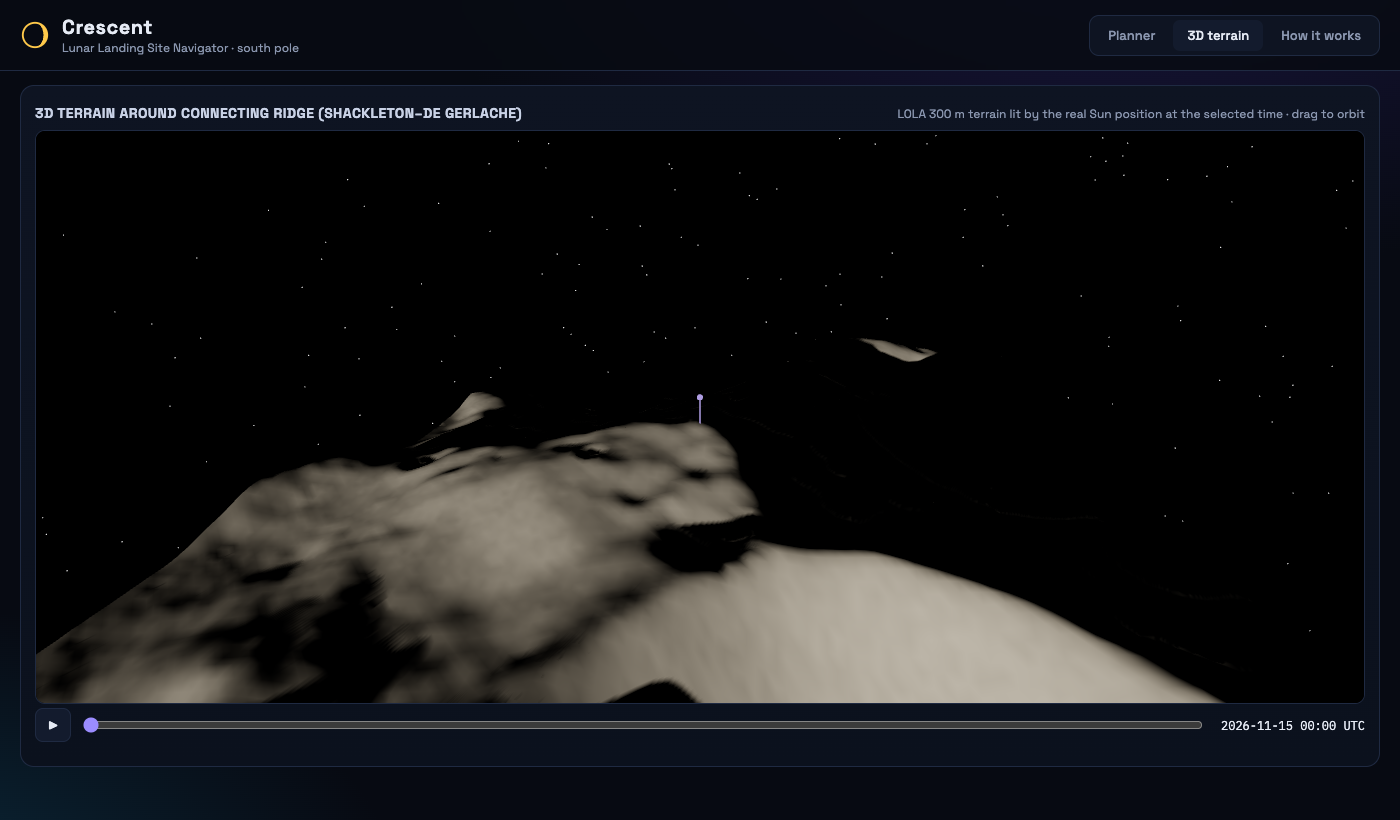 Crescent
Lunar Landing Site Navigator · south pole
Planner
3D terrain
How it works
3D TERRAIN AROUND CONNECTING RIDGE (SHACKLETON–DE GERLACHE)
LOLA 300 m terrain lit by the real Sun position at the selected time · drag to orbit
2026-11-15 00:00 UTC